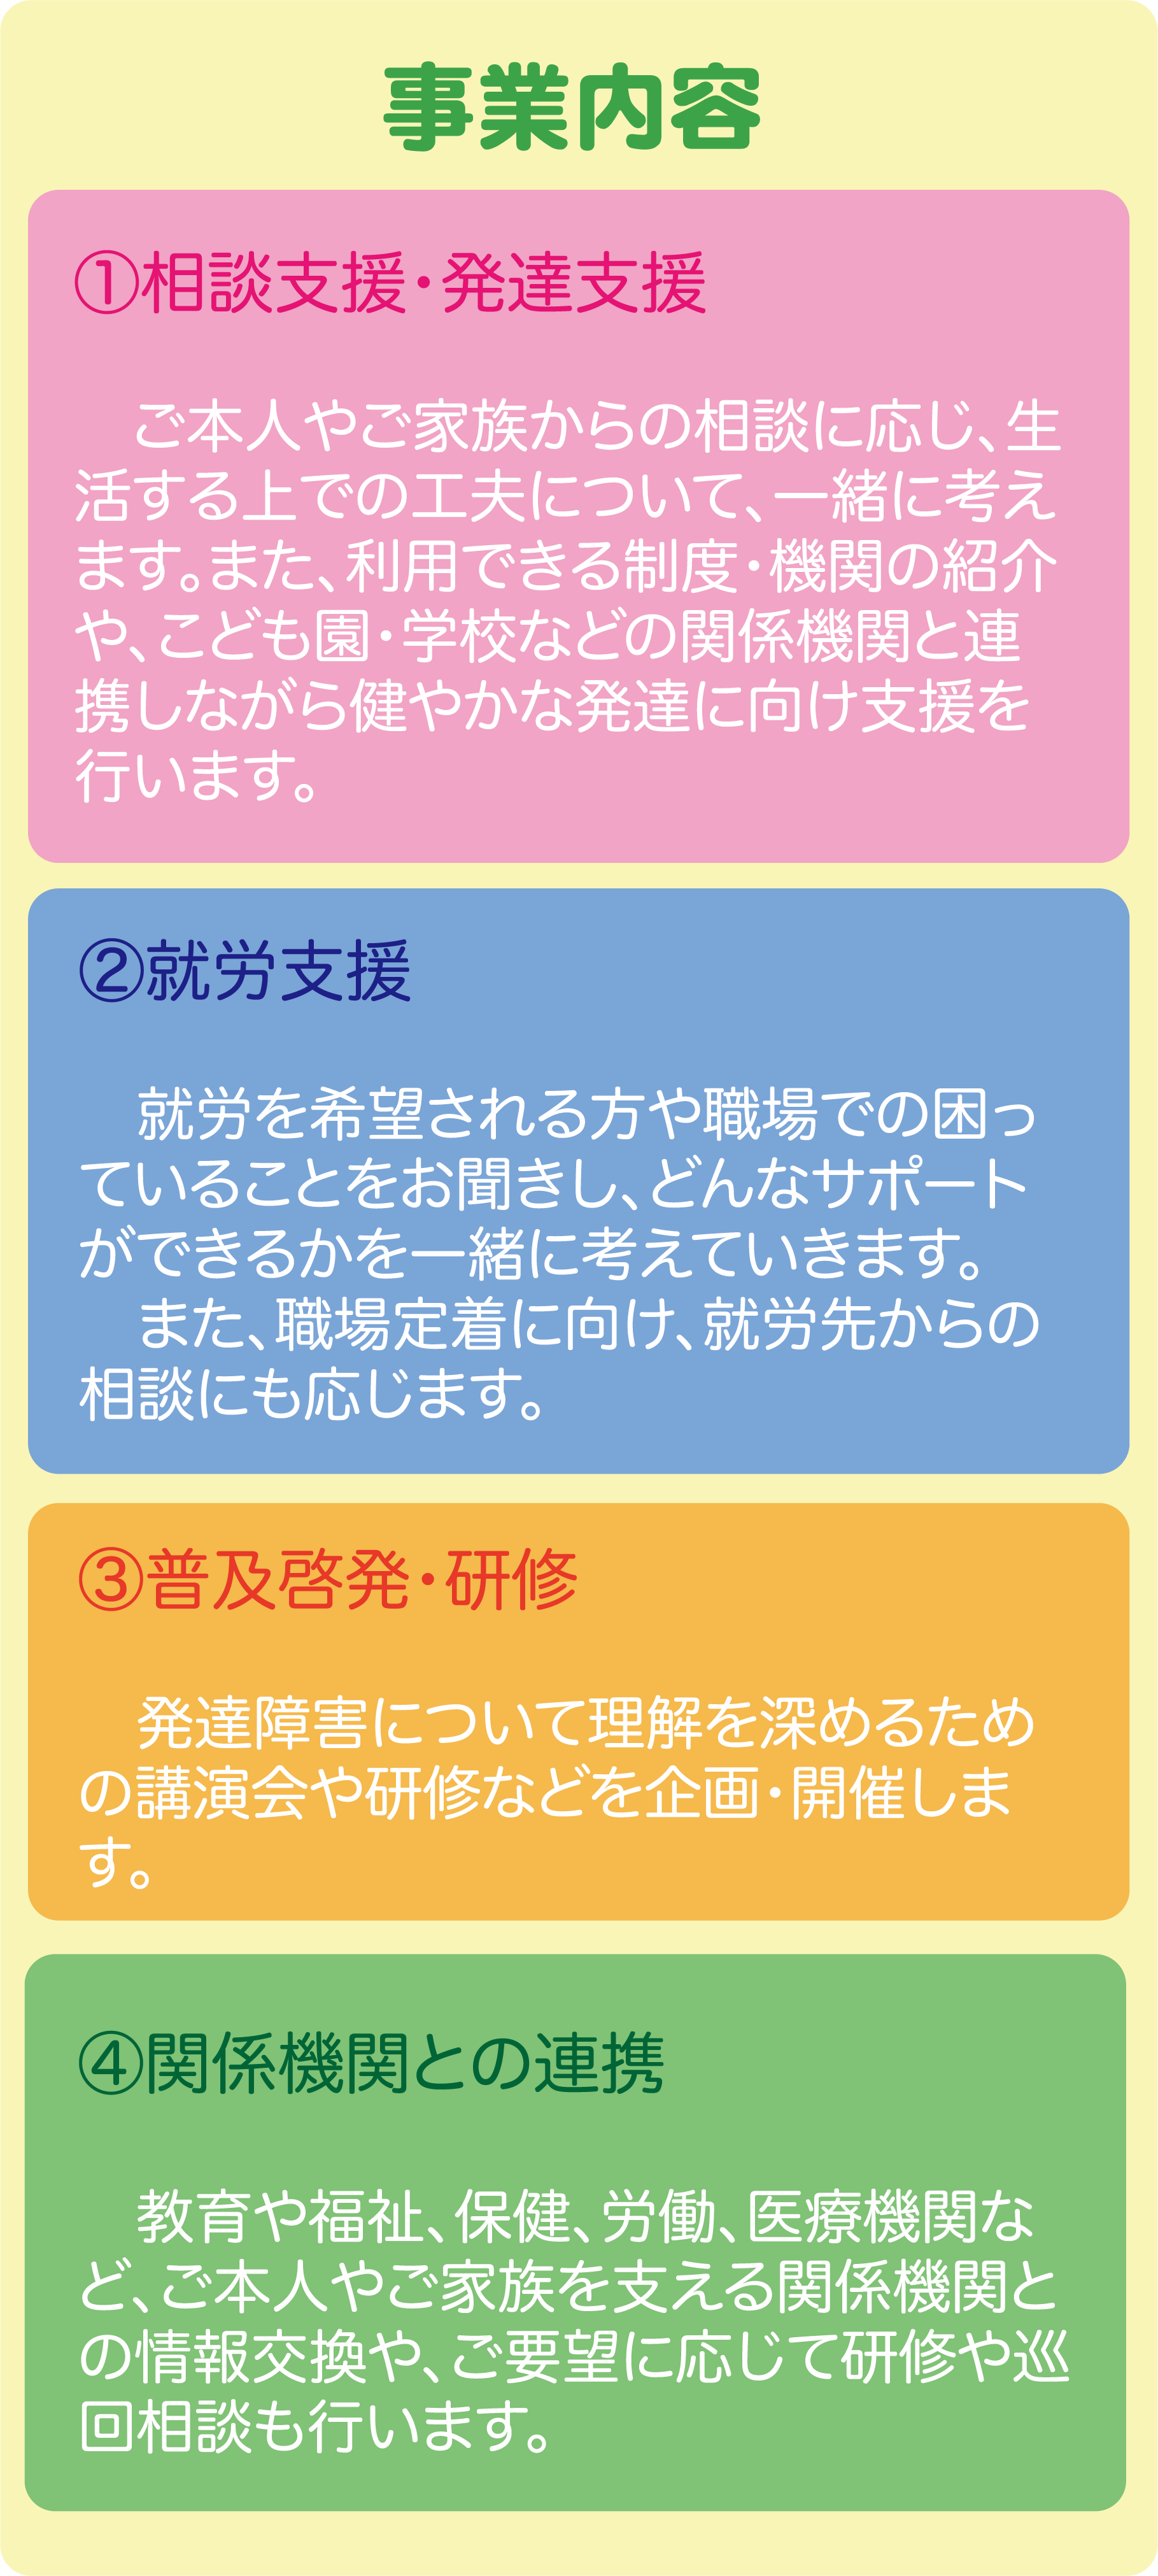 事業内容
①相談支援・発達支援
　ご本人やご家族からの相談に応じ、生
活する上での工夫について、一緒に考え
ます。また、利用できる制度・機関の紹介
や、こども園・学校などの関係機関と連
携しながら健やかな発達に向け支援を
行います。
②就労支援
　就労を希望される方や職場での困っ
ていることをお聞きし、どんなサポート
ができるかを一緒に考えていきます。
　また、職場定着に向け、就労先からの
相談にも応じます。
③普及啓発・研修
　発達障害について理解を深めるため
の講演会や研修などを企画・開催しま
す。
④関係機関との連携
　教育や福祉、保健、労働、医療機関な
ど、ご本人やご家族を支える関係機関と
の情報交換や、ご要望に応じて研修や巡
回相談も行います。